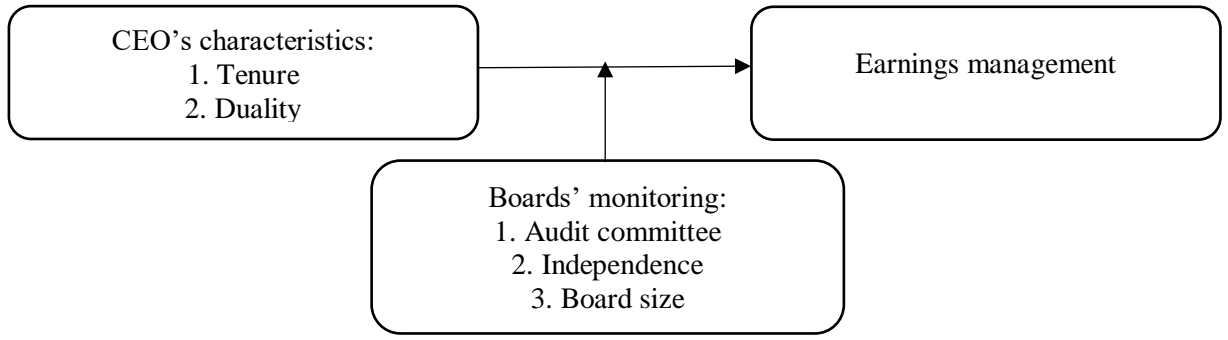 CEO’s characteristics:
1. Tenure
2. Duality
Earnings management
Boards’ monitoring:
1. Audit committee
2. Independence
3. Board size